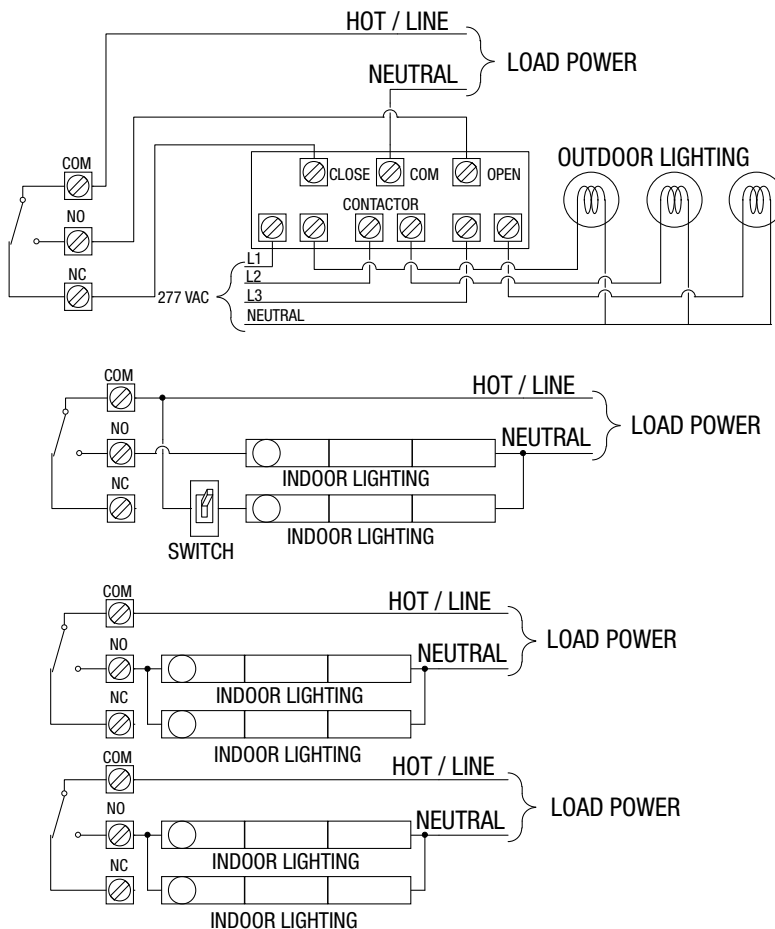 HOT / LINE
NEUTRAL
LOAD POWER
COM
NO
NC
CLOSE
COM
OPEN
CONTACTOR
OUTDOOR LIGHTING
277 VAC
L1
L2
L3
NEUTRAL
COM
NO
NC
HOT / LINE
NEUTRAL
LOAD POWER
INDOOR LIGHTING
INDOOR LIGHTING
SWITCH
COM
NO
NC
HOT / LINE
NEUTRAL
LOAD POWER
INDOOR LIGHTING
INDOOR LIGHTING
COM
NO
NC
HOT / LINE
NEUTRAL
LOAD POWER
INDOOR LIGHTING
INDOOR LIGHTING